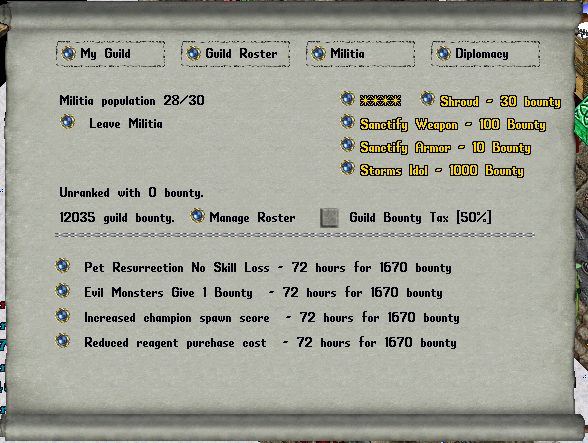 My Guild Guild Roster Militia Diplomacy
Militia population 28/30 Shroud - 30 bounty
Leave Militia Sanctify Weapon - 100 Bounty
Sanctify Armor - 10 Bounty
Storms Idol - 1000 Bounty
Unranked with 0 bounty.
12035 guild bounty. Manage Roster Guild Bounty Tax [50%]
Pet Resurrection No Skill Loss - 72 hours for 1670 bounty
Evil Monsters Give 1 Bounty - 72 hours for 1670 bounty
Increased champion spawn score - 72 hours for 1670 bounty
Reduced reagent purchase cost - 72 hours for 1670 bounty